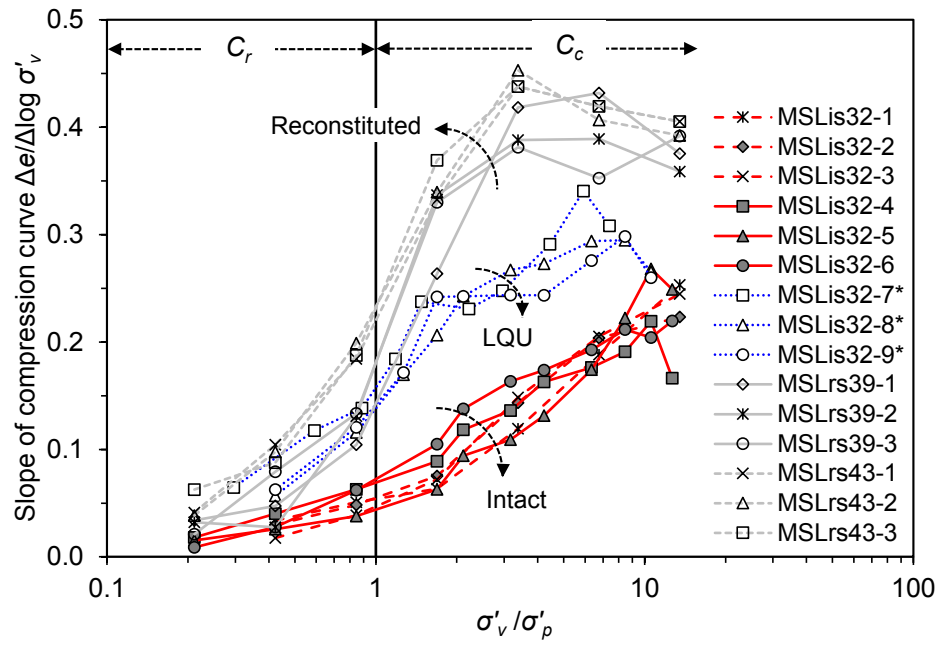 0.5
0.4
0.3
0.2
0.1
0.0
Slope of compression curve Δe/Δlog σ'v
Cr
Cc
Reconstituted
LQU
Intact
0.1
1
10
100
σ'v /σ'p
MSLis32-1
MSLis32-2
MSLis32-3
MSLis32-4
MSLis32-5
MSLis32-6
MSLis32-7*
MSLis32-8*
MSLis32-9*
MSLrs39-1
MSLrs39-2
MSLrs39-3
MSLrs43-1
MSLrs43-2
MSLrs43-3